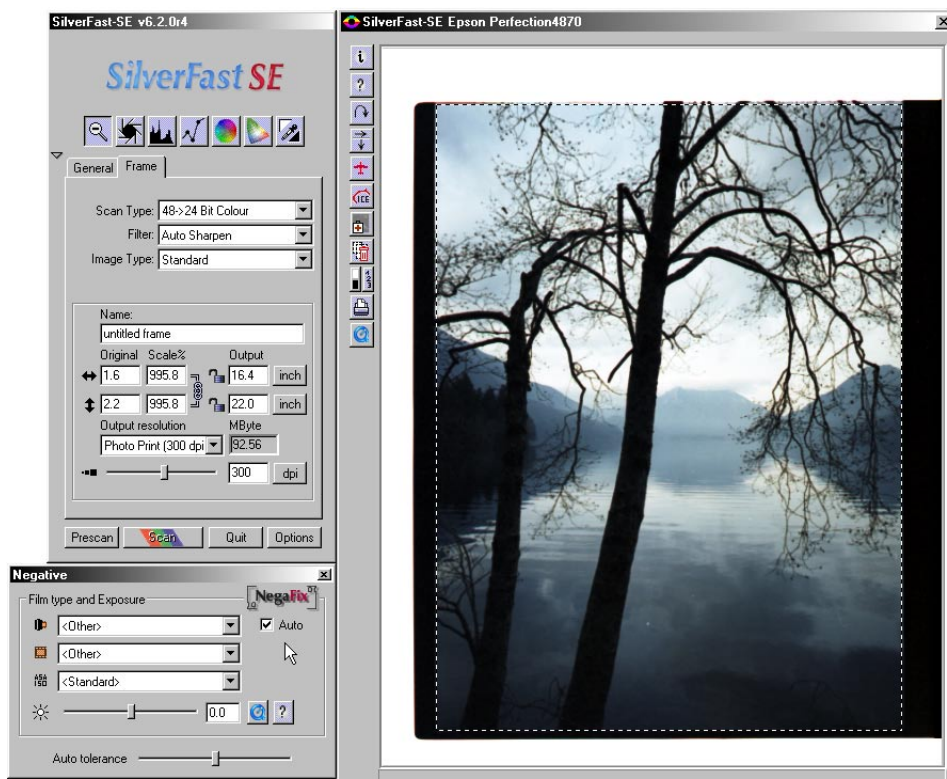 SilverFast-SE v6.2.0r4
SilverFast SE
General Frame
Scan Type: 48->24 Bit Colour
Filter: Auto Sharpen
Image Type: Standard
Name:
untitled frame
Original Scale% Output
1.6 995.8 16.4 inch
2.2 995.8 22.0 inch
Output resolution MByte
Photo Print (300 dpi 92.56
300 dpi
Prescan Scan Quit Options
Negative
Film type and Exposure NegaFix
<Other> Auto
<Other>
ASA
ISO <Standard>
0.0 ?
Auto tolerance
SilverFast-SE Epson Perfection4870
i
?
ICE